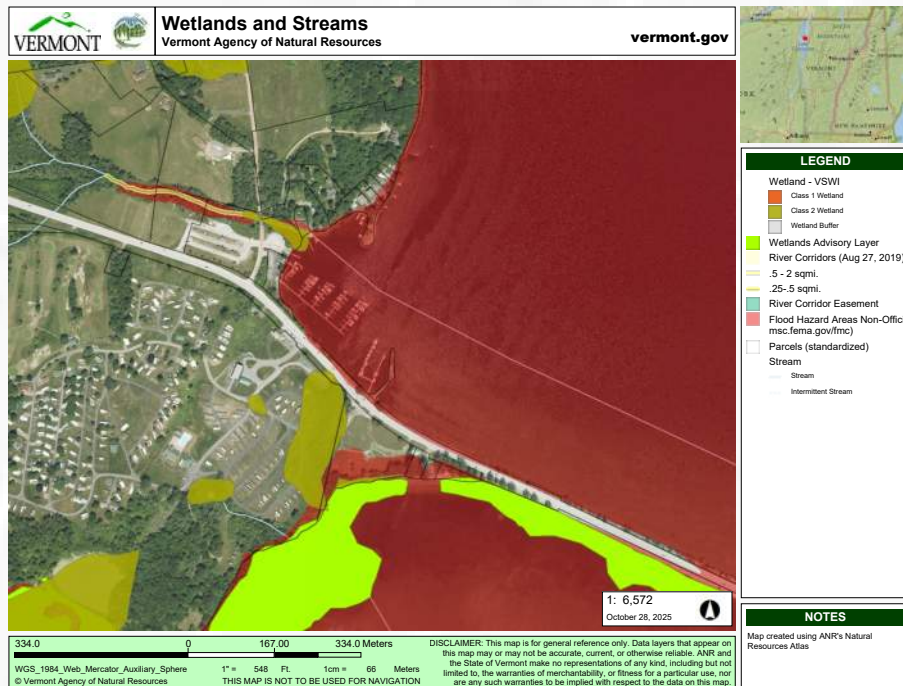 VERMONT
Wetlands and Streams
Vermont Agency of Natural Resources
vermont.gov
VERMONT
NEW HAMPSHIRE
Albany
LEGEND
Wetland - VSWI
Class 1 Wetland
Class 2 Wetland
Wetland Buffer
Wetlands Advisory Layer
River Corridors (Aug 27, 2019)
.5 - 2 sqmi.
.25-.5 sqmi.
River Corridor Easement
Flood Hazard Areas Non-Offic
msc.fema.gov/fmc)
Parcels (standardized)
Stream
Stream
Intermittent Stream
1: 6,572
October 28, 2025
NOTES
Map created using ANR's Natural
Resources Atlas
334.0 0 167.00 334.0 Meters
WGS_1984_Web_Mercator_Auxiliary_Sphere 1" = 548 Ft. 1cm = 66 Meters
© Vermont Agency of Natural Resources THIS MAP IS NOT TO BE USED FOR NAVIGATION
DISCLAIMER: This map is for general reference only. Data layers that appear on
this map may or may not be accurate, current, or otherwise reliable. ANR and
the State of Vermont make no representations of any kind, including but not
limited to, the warranties of merchantability, or fitness for a particular use, nor
are any such warranties to be implied with respect to the data on this map.